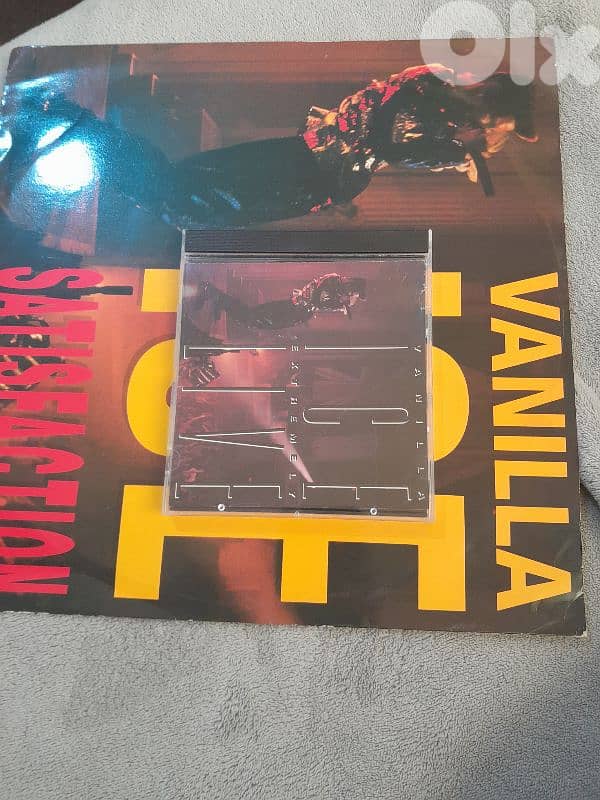 olx
VANILLA
ICE
SATISFACTION
VANILLA
ICE
EXTREMELY
LIVE